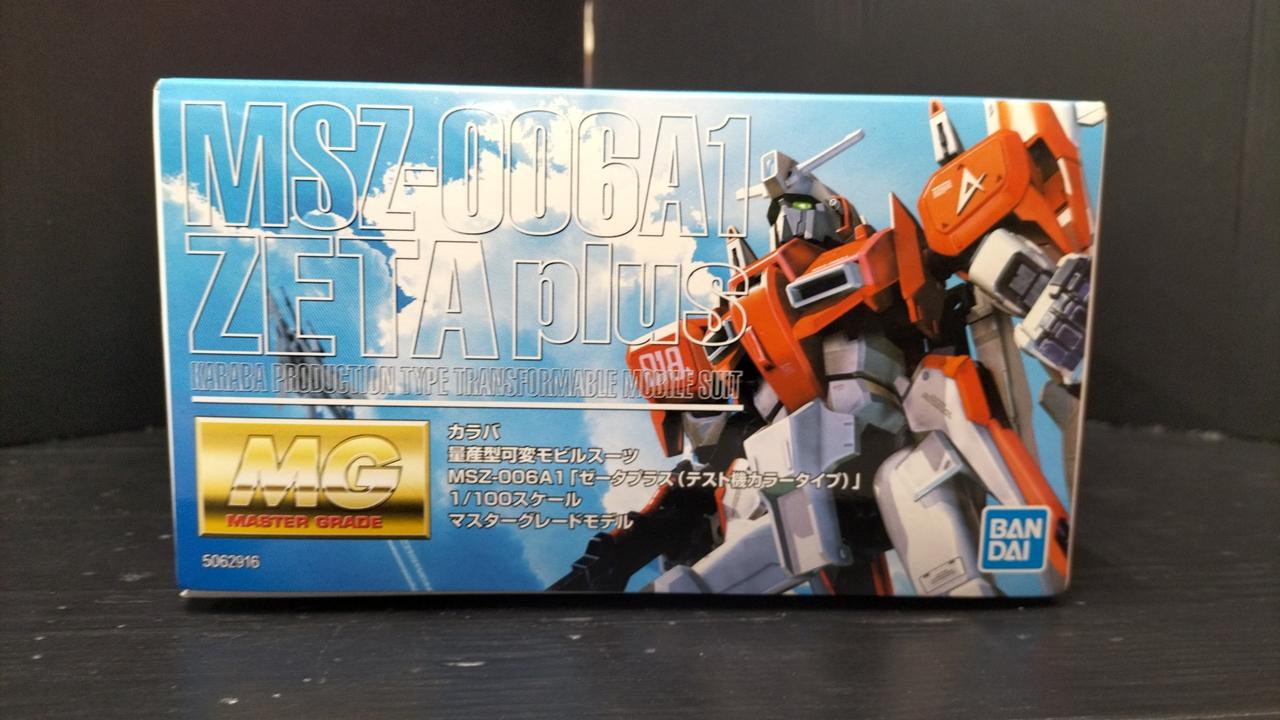 MSZ-006A1
ZETA plus
KARABA PRODUCTION TYPE TRANSFORMABLE MOBILE SUIT
MG
MASTER GRADE
カラバ
量産型可変モビルスーツ
MSZ-006A1「ゼータプラス（テスト機カラータイプ）」
1/100スケール
マスターグレードモデル
5062916
018
BAN
DAI